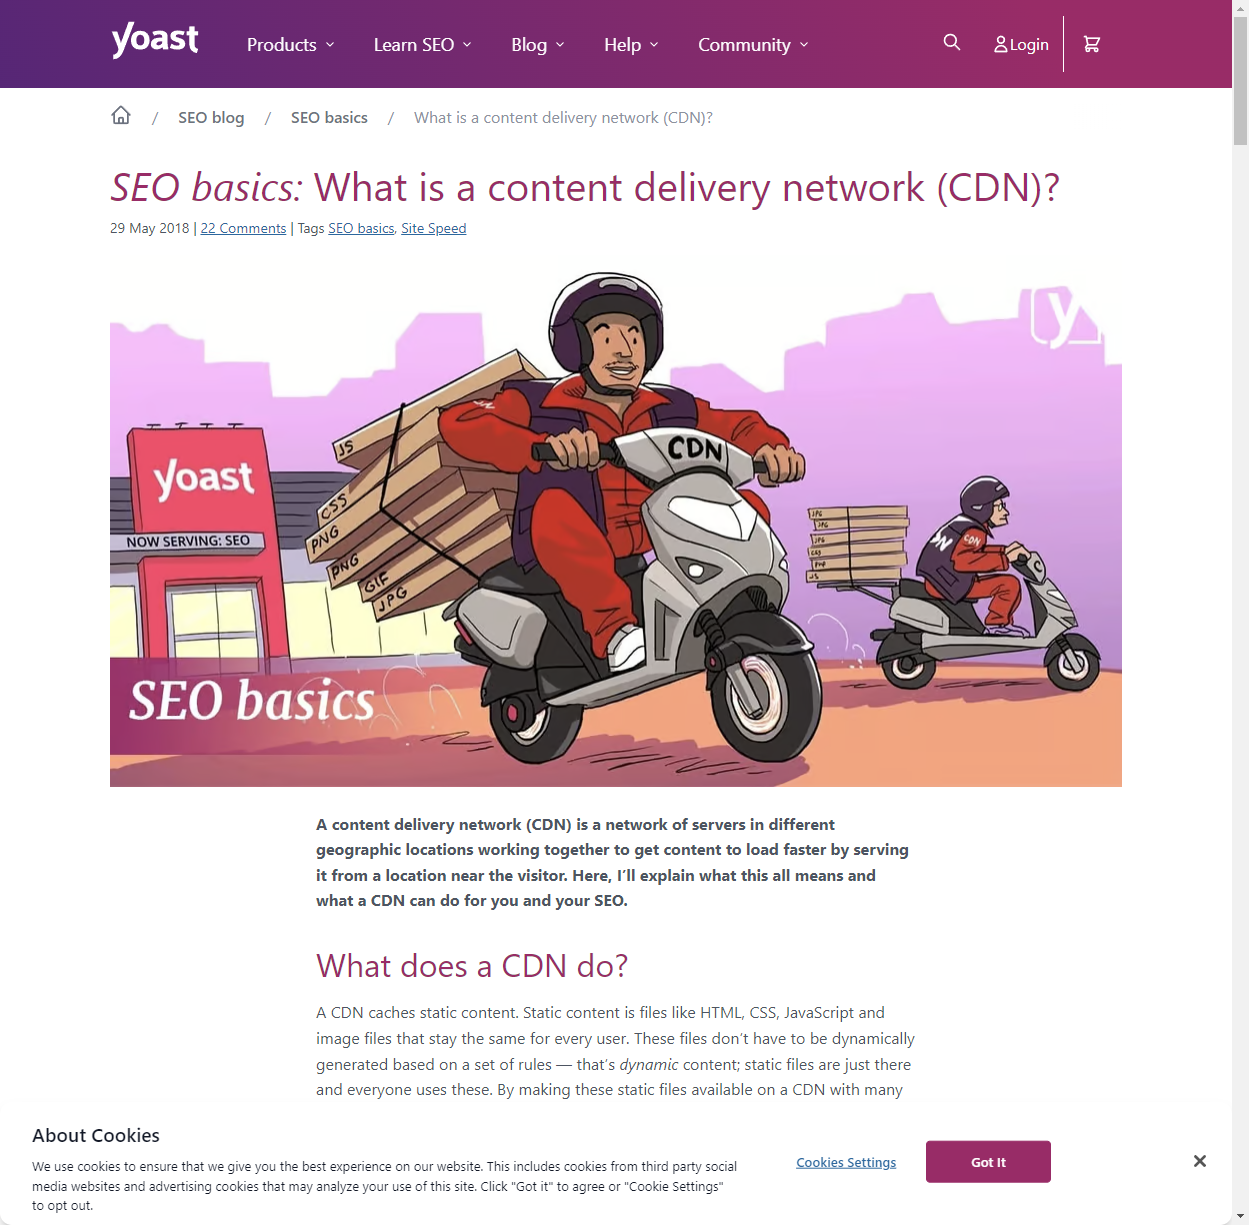 yoast Products Learn SEO Blog Help Community Login
/ SEO blog / SEO basics / What is a content delivery network (CDN)?
SEO basics: What is a content delivery network (CDN)?
29 May 2018 | 22 Comments | Tags SEO basics, Site Speed
y
yoast
NOW SERVING: SEO
JS
CSS
PNG
PNG
GIF
JPG
CDN
JPG
JPG
JPG
JPG
CSS
PHP
JS
CDN
C
SEO basics
A content delivery network (CDN) is a network of servers in different
geographic locations working together to get content to load faster by serving
it from a location near the visitor. Here, I’ll explain what this all means and
what a CDN can do for you and your SEO.
What does a CDN do?
A CDN caches static content. Static content is files like HTML, CSS, JavaScript and
image files that stay the same for every user. These files don’t have to be dynamically
generated based on a set of rules — that’s dynamic content; static files are just there
and everyone uses these. By making these static files available on a CDN with many
About Cookies
We use cookies to ensure that we give you the best experience on our website. This includes cookies from third party social
media websites and advertising cookies that may analyze your use of this site. Click "Got it" to agree or "Cookie Settings"
to opt out.
Cookies Settings
Got It